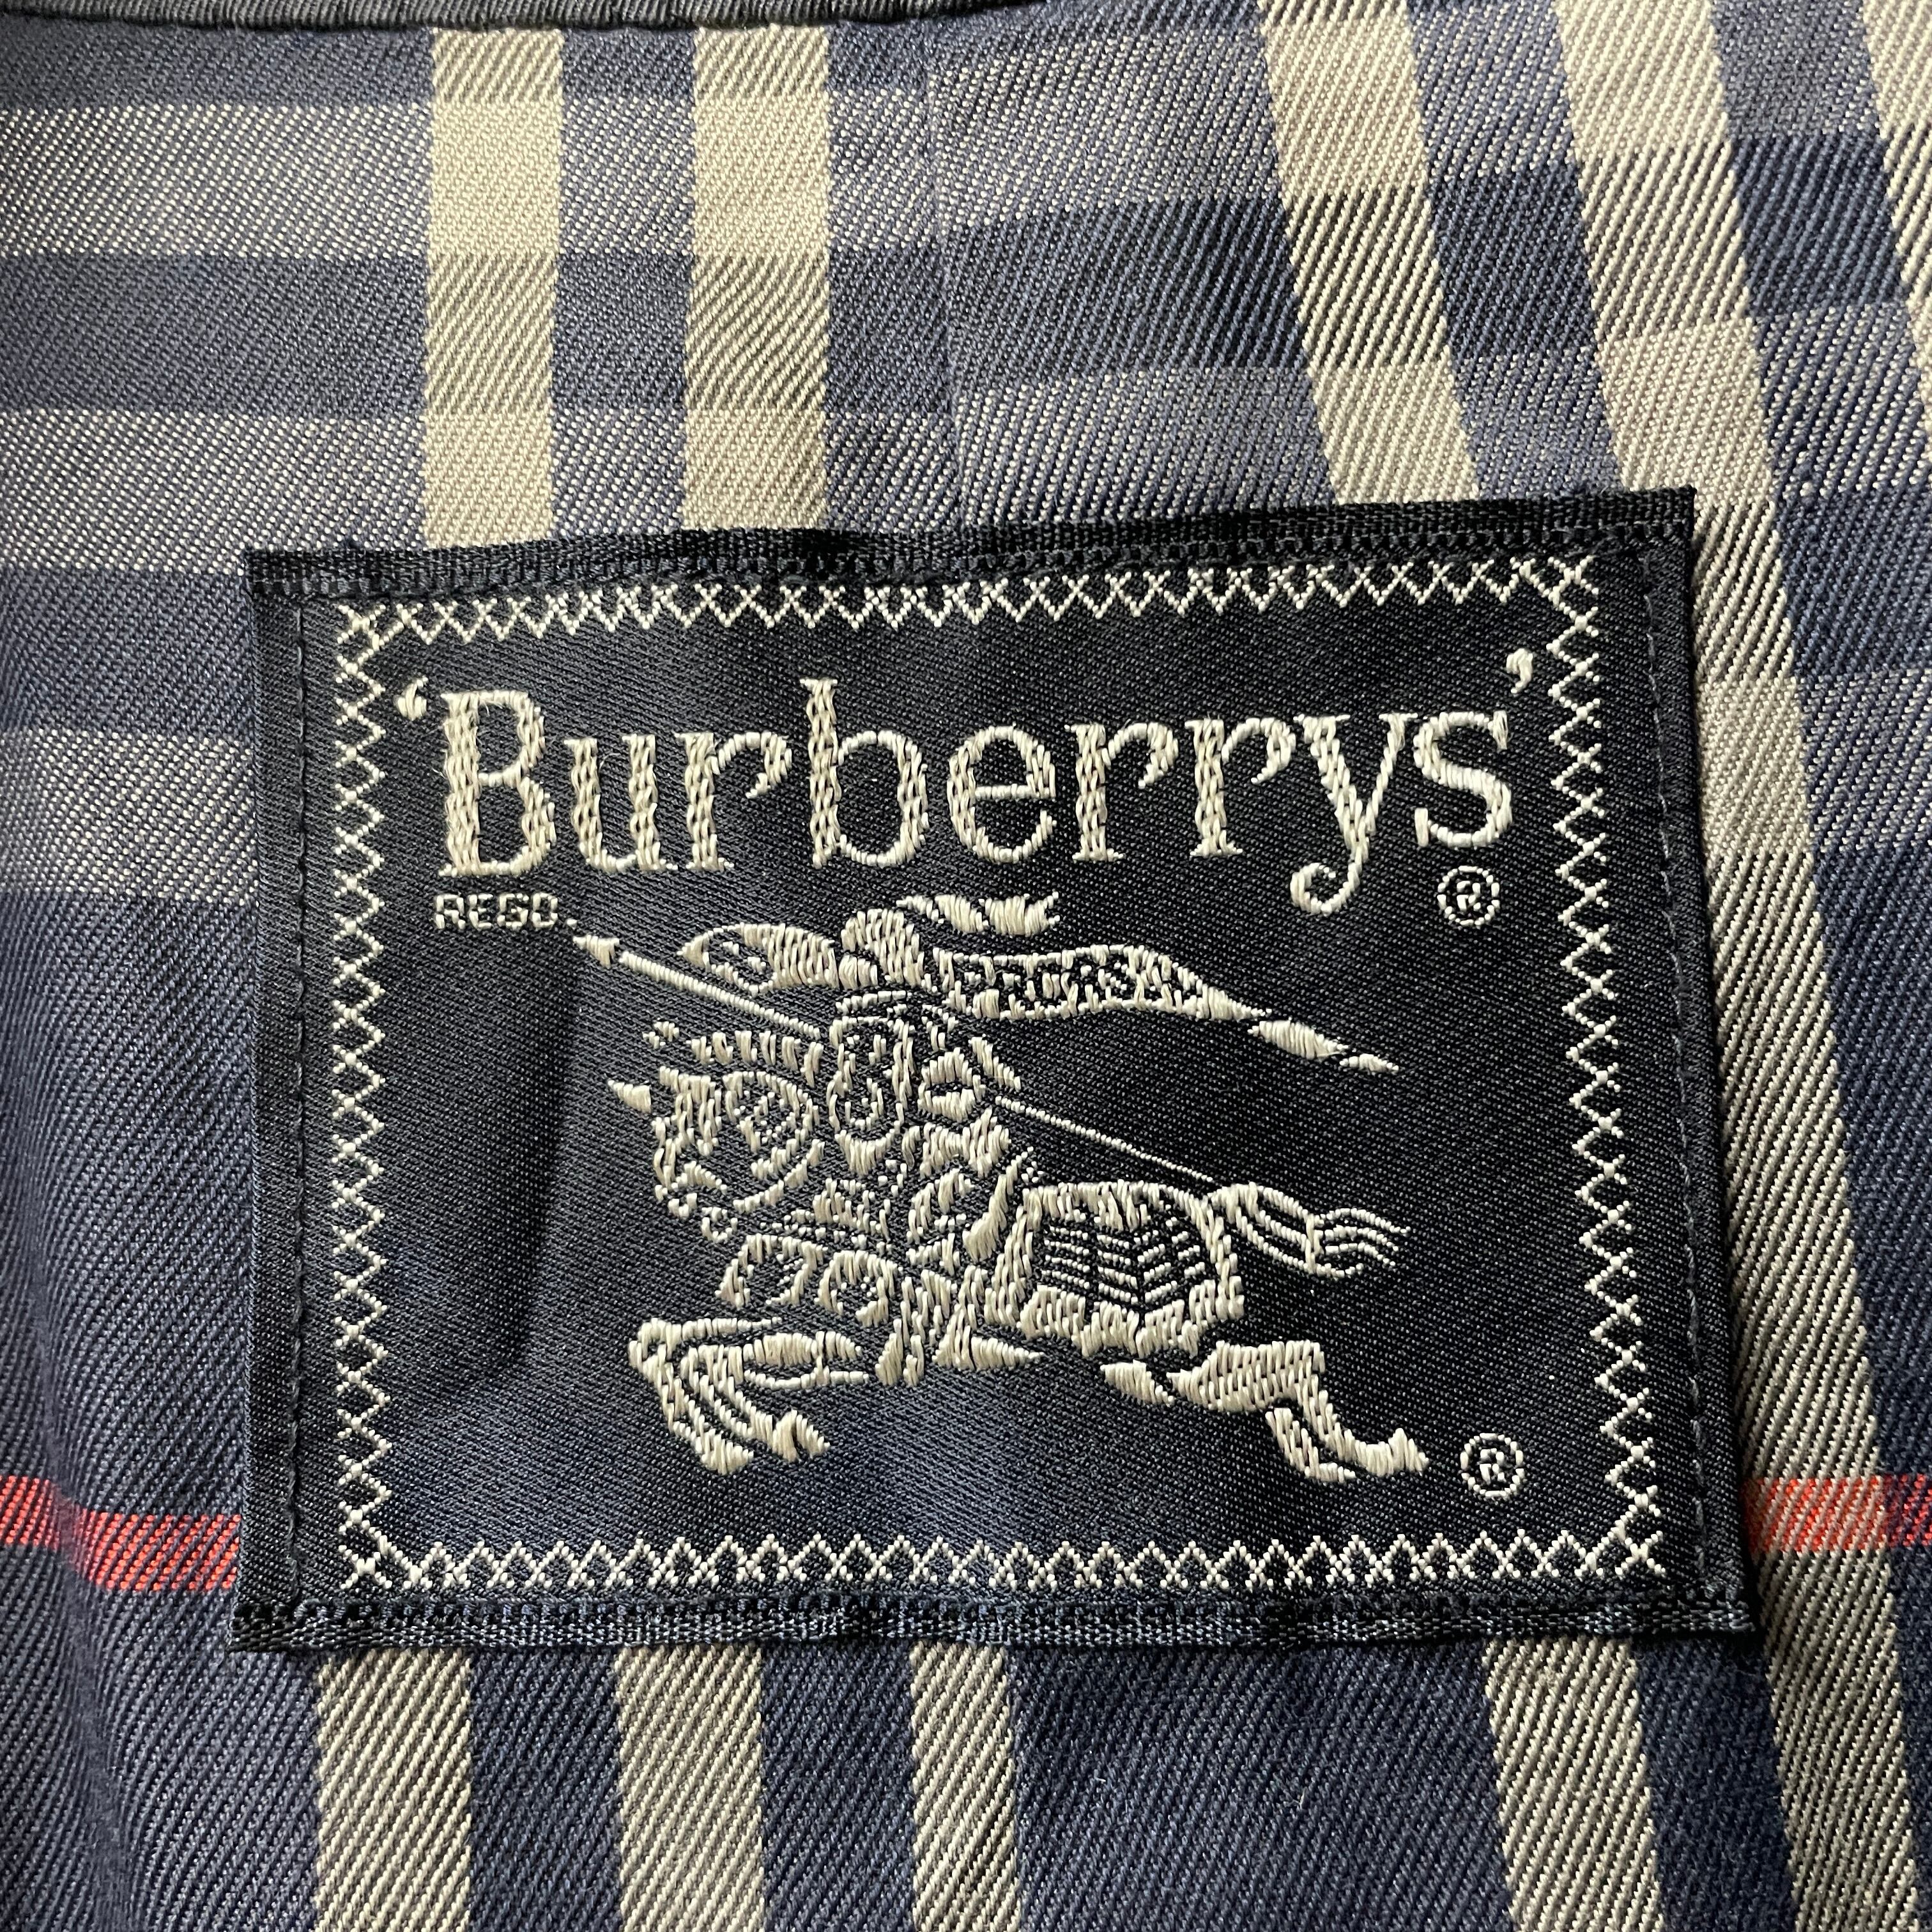 ‘Burberrys’
REGD. ®
PRORSUM
®